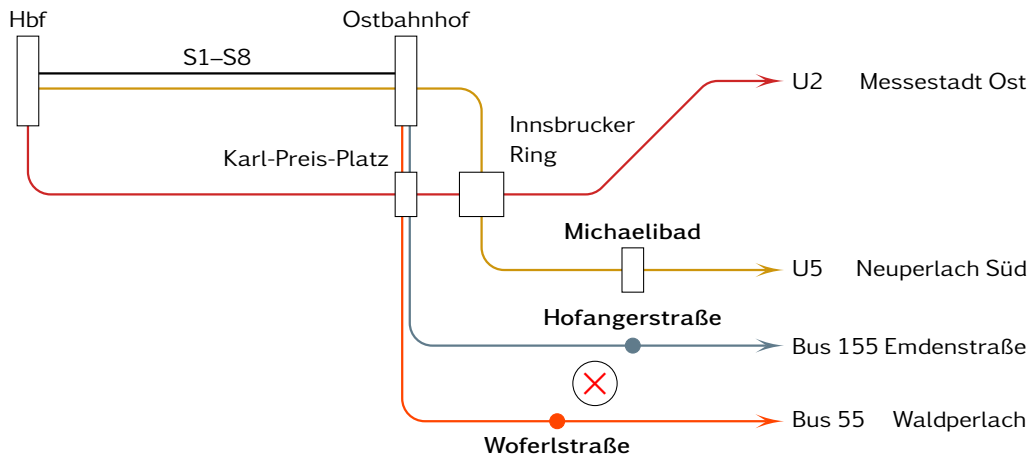 Hbf
Ostbahnhof
S1–S8
U2 Messestadt Ost
Innsbrucker
Ring
Karl-Preis-Platz
Michaelibad
U5 Neuperlach Süd
Hofangerstraße
Bus 155 Emdenstraße
Bus 55 Waldperlach
Woferlstraße